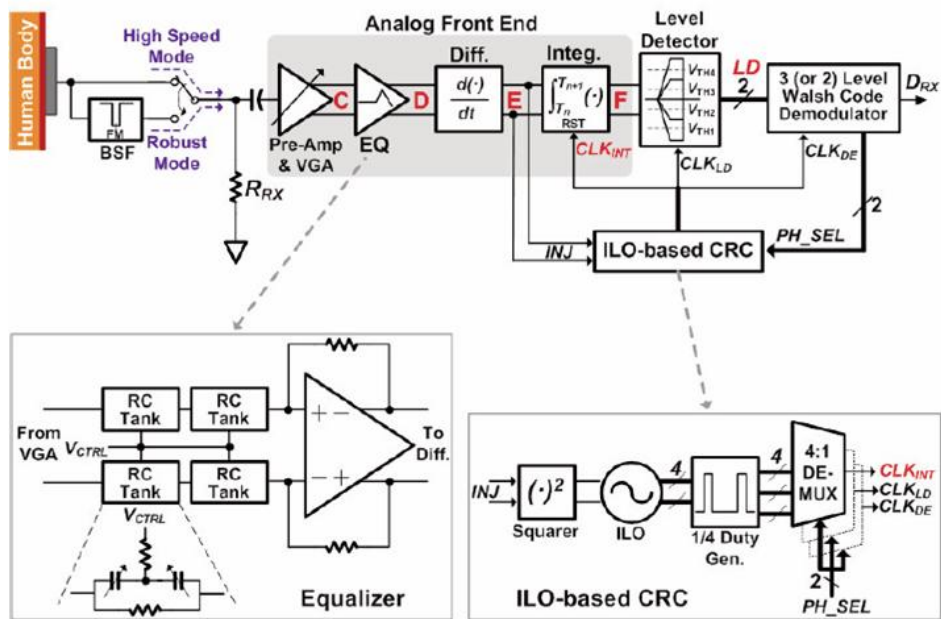 Analog Front End
Human Body
High Speed
Mode
FM
BSF
Robust
Mode
R_RX
C
Pre-Amp
& VGA
D
EQ
Diff.
d(·)
dt
E
Integ.
∫ T_n+1 T_n (·)
RST
F
CLK_INT
Level
Detector
V_TH4
V_TH3
V_TH2
V_TH1
LD
2
CLK_LD
3 (or 2) Level
Walsh Code
Demodulator
D_RX
CLK_DE
2
PH_SEL
INJ
ILO-based CRC
RC
Tank
RC
Tank
From
VGA
V_CTRL
RC
Tank
RC
Tank
V_CTRL
+ −
− +
To
Diff.
Equalizer
INJ
(·)²
Squarer
ILO
4
1/4 Duty
Gen.
4
4:1
DE-
MUX
CLK_INT
CLK_LD
CLK_DE
2
PH_SEL
ILO-based CRC